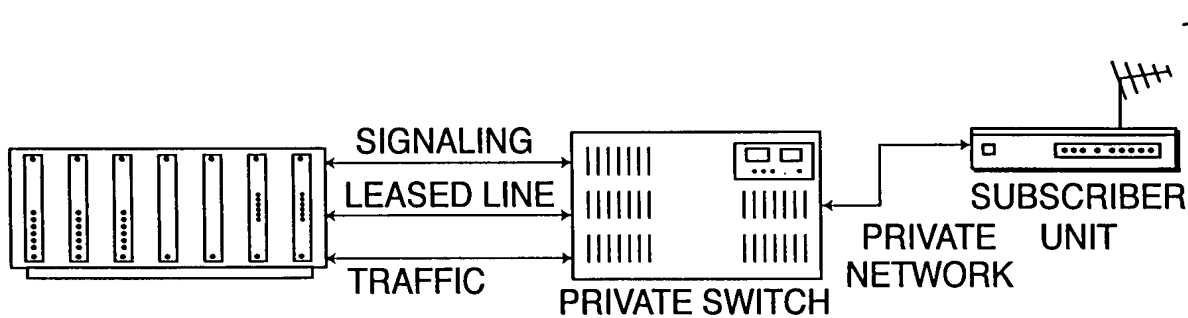 SIGNALING
LEASED LINE
TRAFFIC
PRIVATE SWITCH
PRIVATE
NETWORK
SUBSCRIBER
UNIT